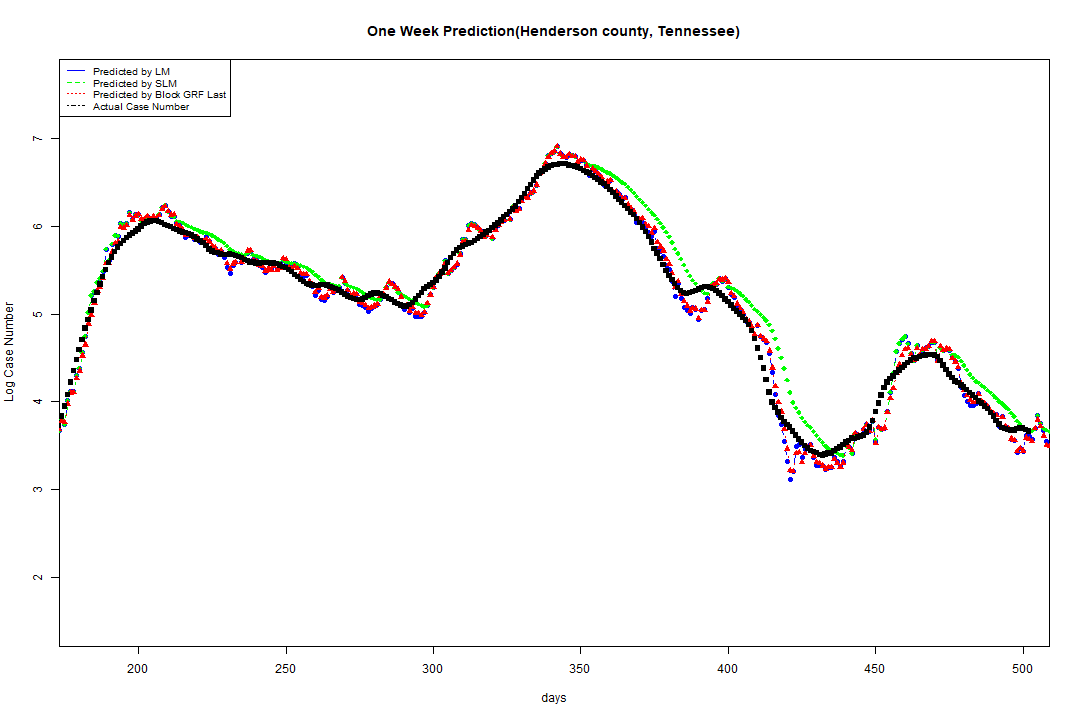 One Week Prediction(Henderson county, Tennessee)
Predicted by LM
Predicted by SLM
Predicted by Block GRF Last
Actual Case Number
7
6
5
4
3
2
Log Case Number
200 250 300 350 400 450 500
days